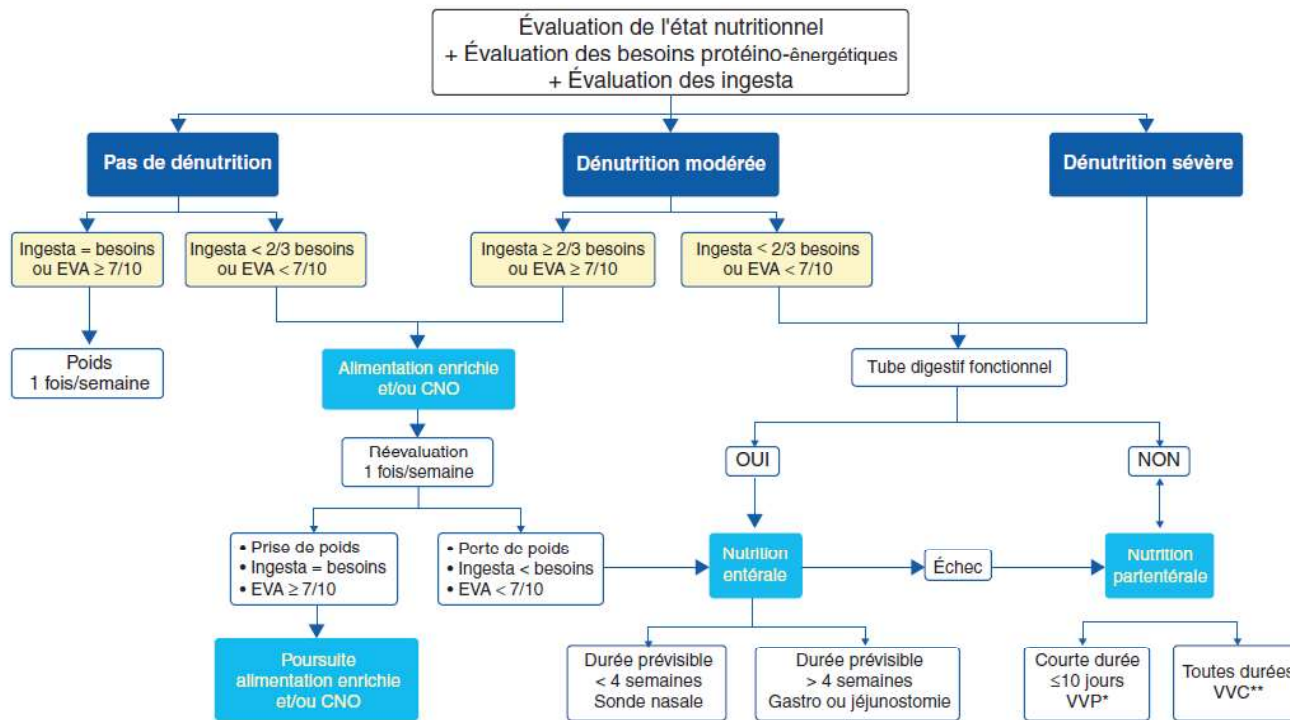 Évaluation de l'état nutritionnel
+ Évaluation des besoins protéino-ênergétiques
+ Évaluation des ingesta
Pas de dénutrition
Dénutrition modérée
Dénutrition sévère
Ingesta = besoins
ou EVA ≥ 7/10
Ingesta < 2/3 besoins
ou EVA < 7/10
Ingesta ≥ 2/3 besoins
ou EVA ≥ 7/10
Ingesta < 2/3 besoins
ou EVA < 7/10
Poids
1 fois/semaine
Alimentation enrichie
et/ou CNO
Tube digestif fonctionnel
Réevaluation
1 fois/semaine
OUI
NON
• Prise de poids
• Ingesta = besoins
• EVA ≥ 7/10
• Perte de poids
• Ingesta < besoins
• EVA < 7/10
Nutrition
entérale
Échec
Nutrition
partentérale
Poursuite
alimentation enrichie
et/ou CNO
Durée prévisible
< 4 semaines
Sonde nasale
Durée prévisible
> 4 semaines
Gastro ou jéjunostomie
Courte durée
≤10 jours
VVP*
Toutes durées
VVC**